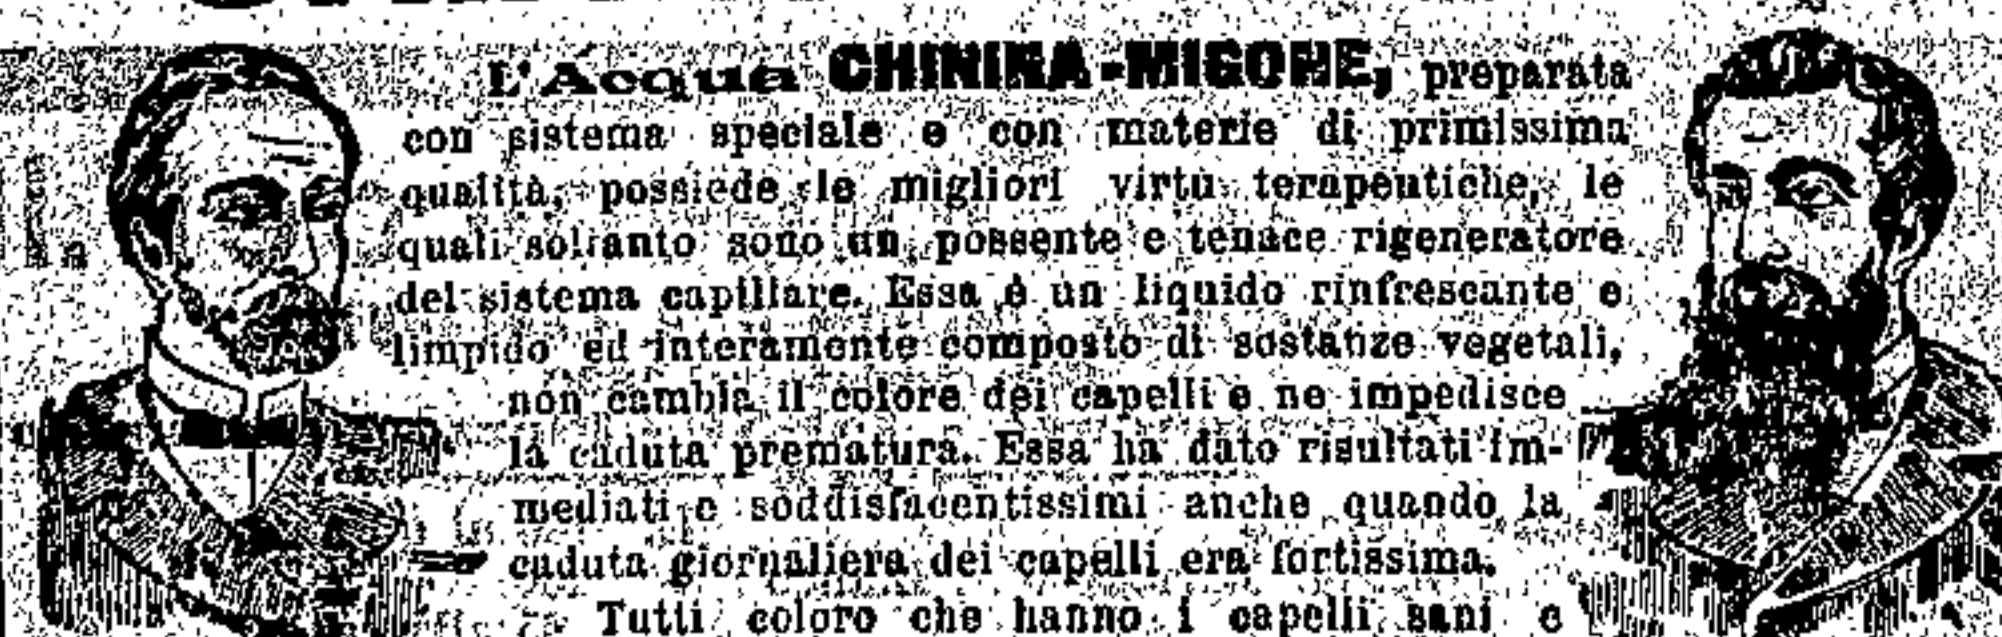 L'Acqua CHININA-MIGONE, preparata
con sistema speciale e con materie di primissima
qualità, possiede le migliori virtù terapeutiche, le
quali soltanto sono un possente e tenace rigeneratore
del sistema capillare. Essa è un liquido rinfrescante e
limpido ed interamente composto di sostanze vegetali,
non cambia il colore dei capelli e ne impedisce
la caduta prematura. Essa ha dato risultati im-
mediati e soddisfacentissimi anche quando la
caduta giornaliera dei capelli era fortissima.
Tutti coloro che hanno i capelli sani e